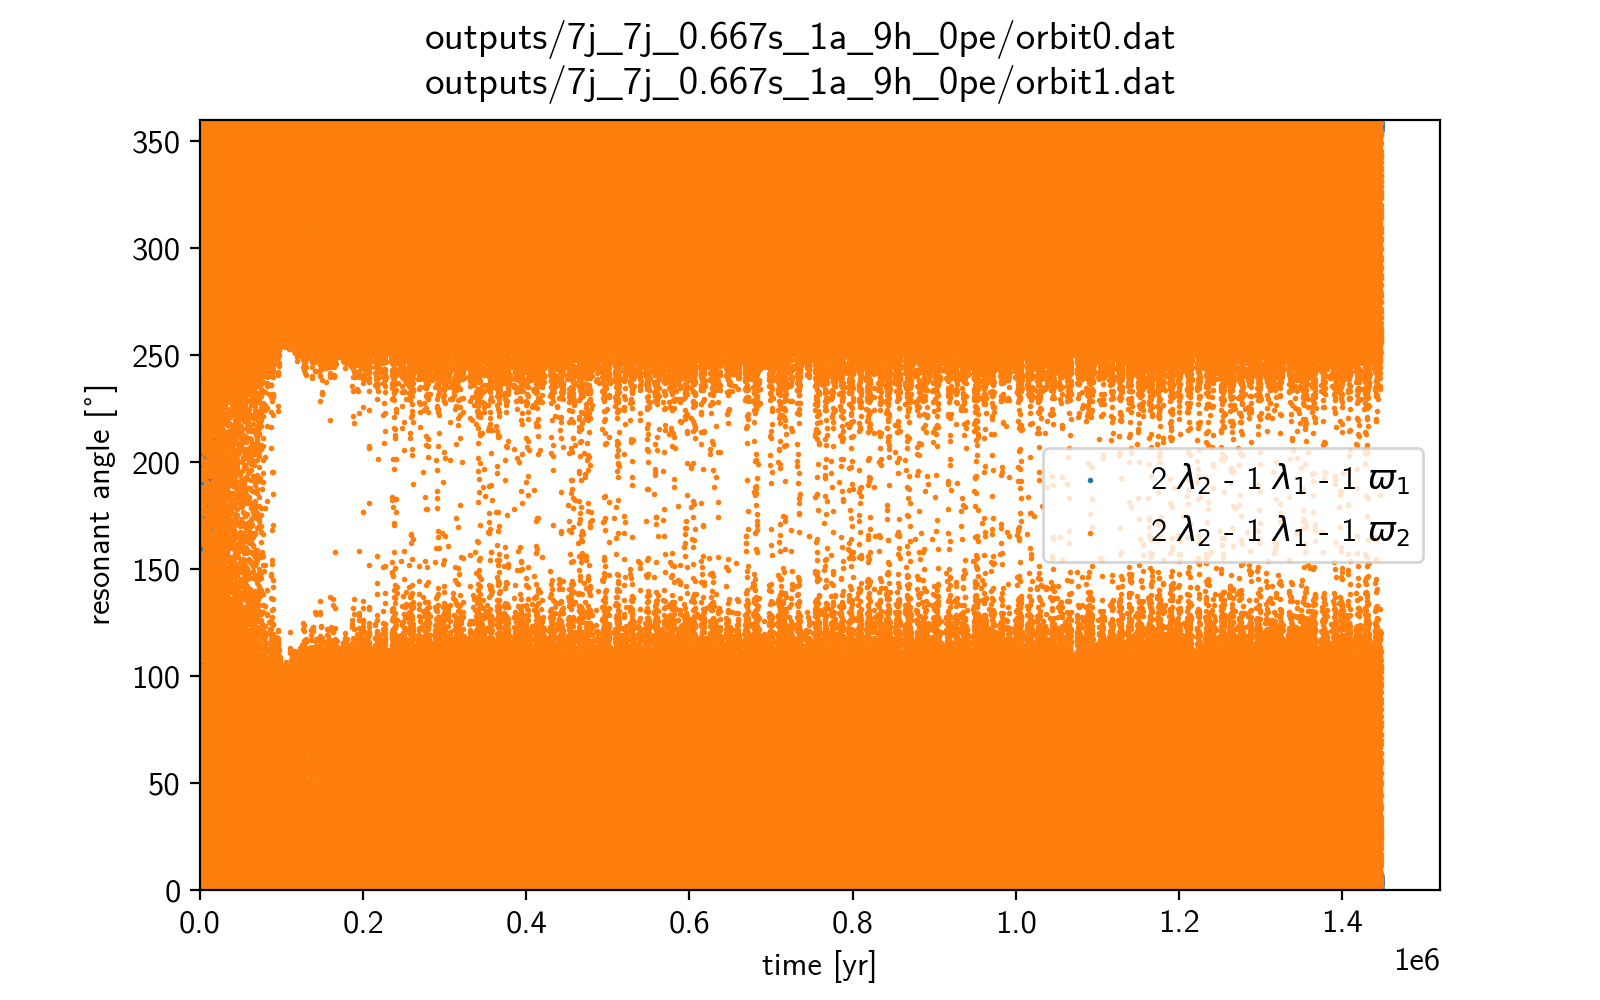 outputs/7j_7j_0.667s_1a_9h_0pe/orbit0.dat
outputs/7j_7j_0.667s_1a_9h_0pe/orbit1.dat
350
300
250
200
150
100
50
0
resonant angle [°]
2 λ₂ - 1 λ₁ - 1 ϖ₁
2 λ₂ - 1 λ₁ - 1 ϖ₂
0.0 0.2 0.4 0.6 0.8 1.0 1.2 1.4
1e6
time [yr]